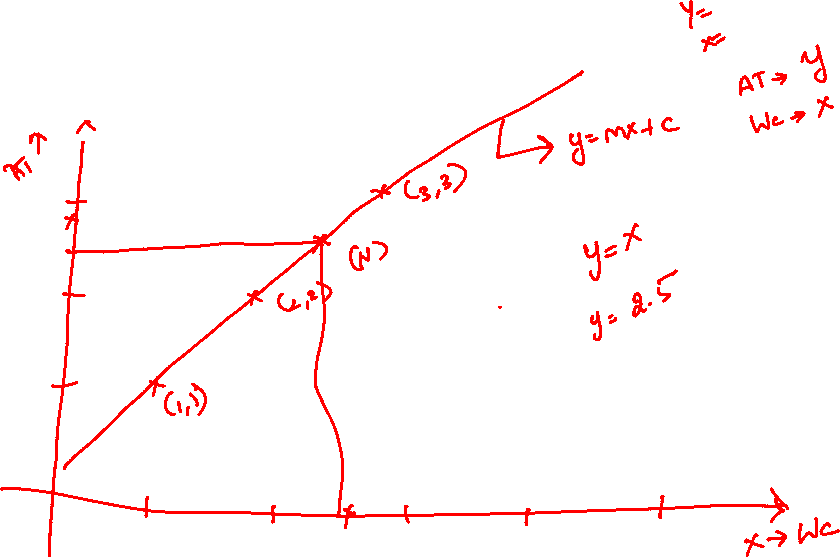 y=
x=
AT→ y
Wc→ x
AT →
y=mx+c
(3,3)
(N)
y=x
(2,2)
y=2.5
(1,1)
x→ Wc